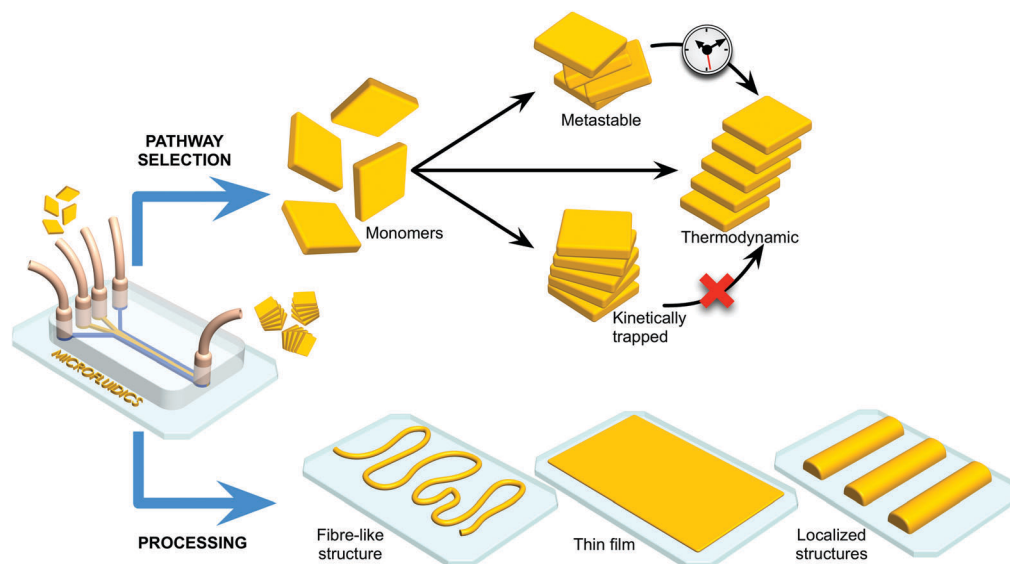 Metastable
PATHWAY
SELECTION
Monomers
Thermodynamic
Kinetically
trapped
MICROFLUIDICS
PROCESSING
Fibre-like
structure
Thin film
Localized
structures